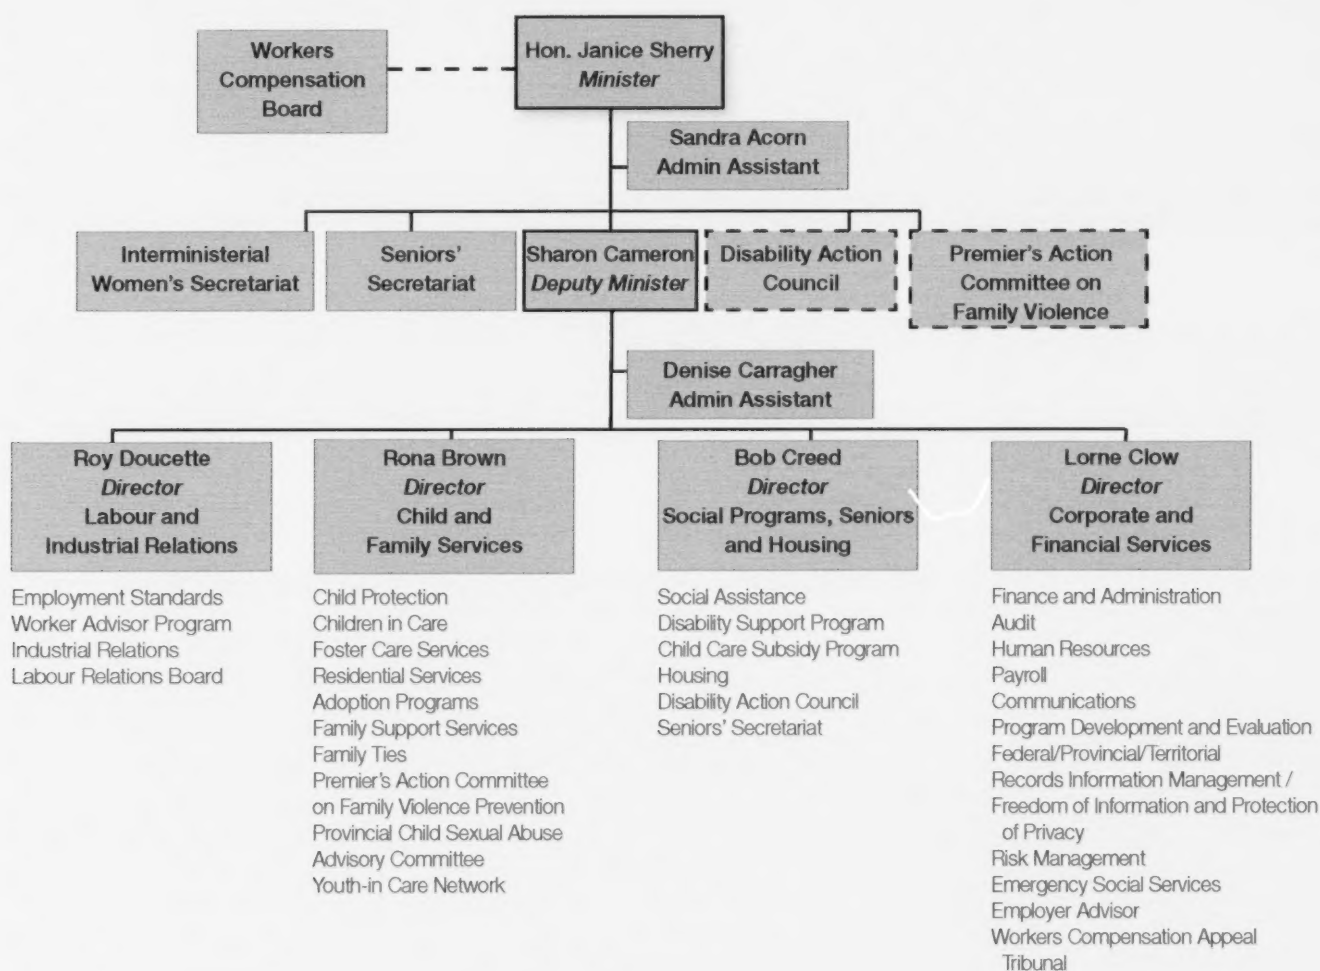 Workers
Compensation
Board
Hon. Janice Sherry
Minister
Sandra Acorn
Admin Assistant
Interministerial
Women's Secretariat
Seniors'
Secretariat
Sharon Cameron
Deputy Minister
Disability Action
Council
Premier's Action
Committee on
Family Violence
Denise Carragher
Admin Assistant
Roy Doucette
Director
Labour and
Industrial Relations
Employment Standards
Worker Advisor Program
Industrial Relations
Labour Relations Board
Rona Brown
Director
Child and
Family Services
Child Protection
Children in Care
Foster Care Services
Residential Services
Adoption Programs
Family Support Services
Family Ties
Premier's Action Committee
on Family Violence Prevention
Provincial Child Sexual Abuse
Advisory Committee
Youth-in Care Network
Bob Creed
Director
Social Programs, Seniors
and Housing
Social Assistance
Disability Support Program
Child Care Subsidy Program
Housing
Disability Action Council
Seniors' Secretariat
Lorne Clow
Director
Corporate and
Financial Services
Finance and Administration
Audit
Human Resources
Payroll
Communications
Program Development and Evaluation
Federal/Provincial/Territorial
Records Information Management /
Freedom of Information and Protection
of Privacy
Risk Management
Emergency Social Services
Employer Advisor
Workers Compensation Appeal
Tribunal